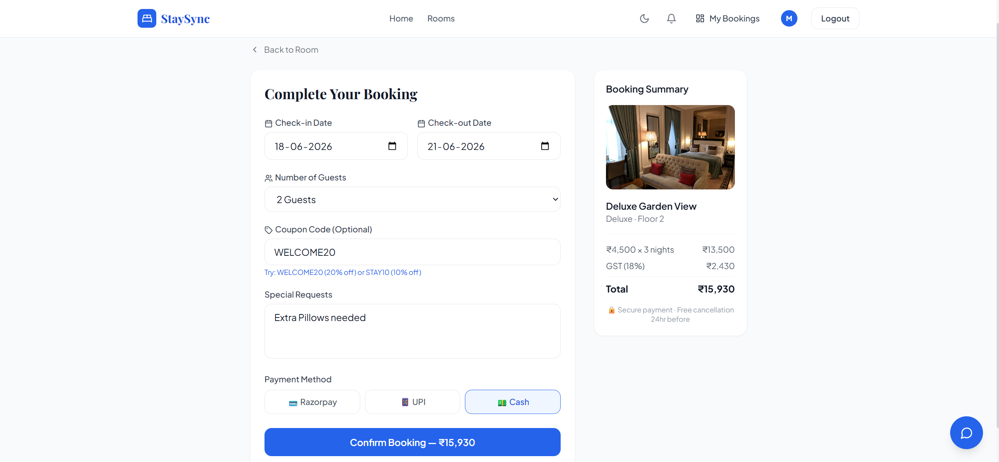 StaySync
Home
Rooms
My Bookings
M
Logout
Back to Room
Complete Your Booking
Check-in Date
Check-out Date
18-06-2026
21-06-2026
Number of Guests
2 Guests
Coupon Code (Optional)
WELCOME20
Try: WELCOME20 (20% off) or STAY10 (10% off)
Special Requests
Extra Pillows needed
Payment Method
Razorpay
UPI
Cash
Confirm Booking — ₹15,930
Booking Summary
Deluxe Garden View
Deluxe · Floor 2
₹4,500 × 3 nights ₹13,500
GST (18%) ₹2,430
Total ₹15,930
🔒 Secure payment · Free cancellation
24hr before